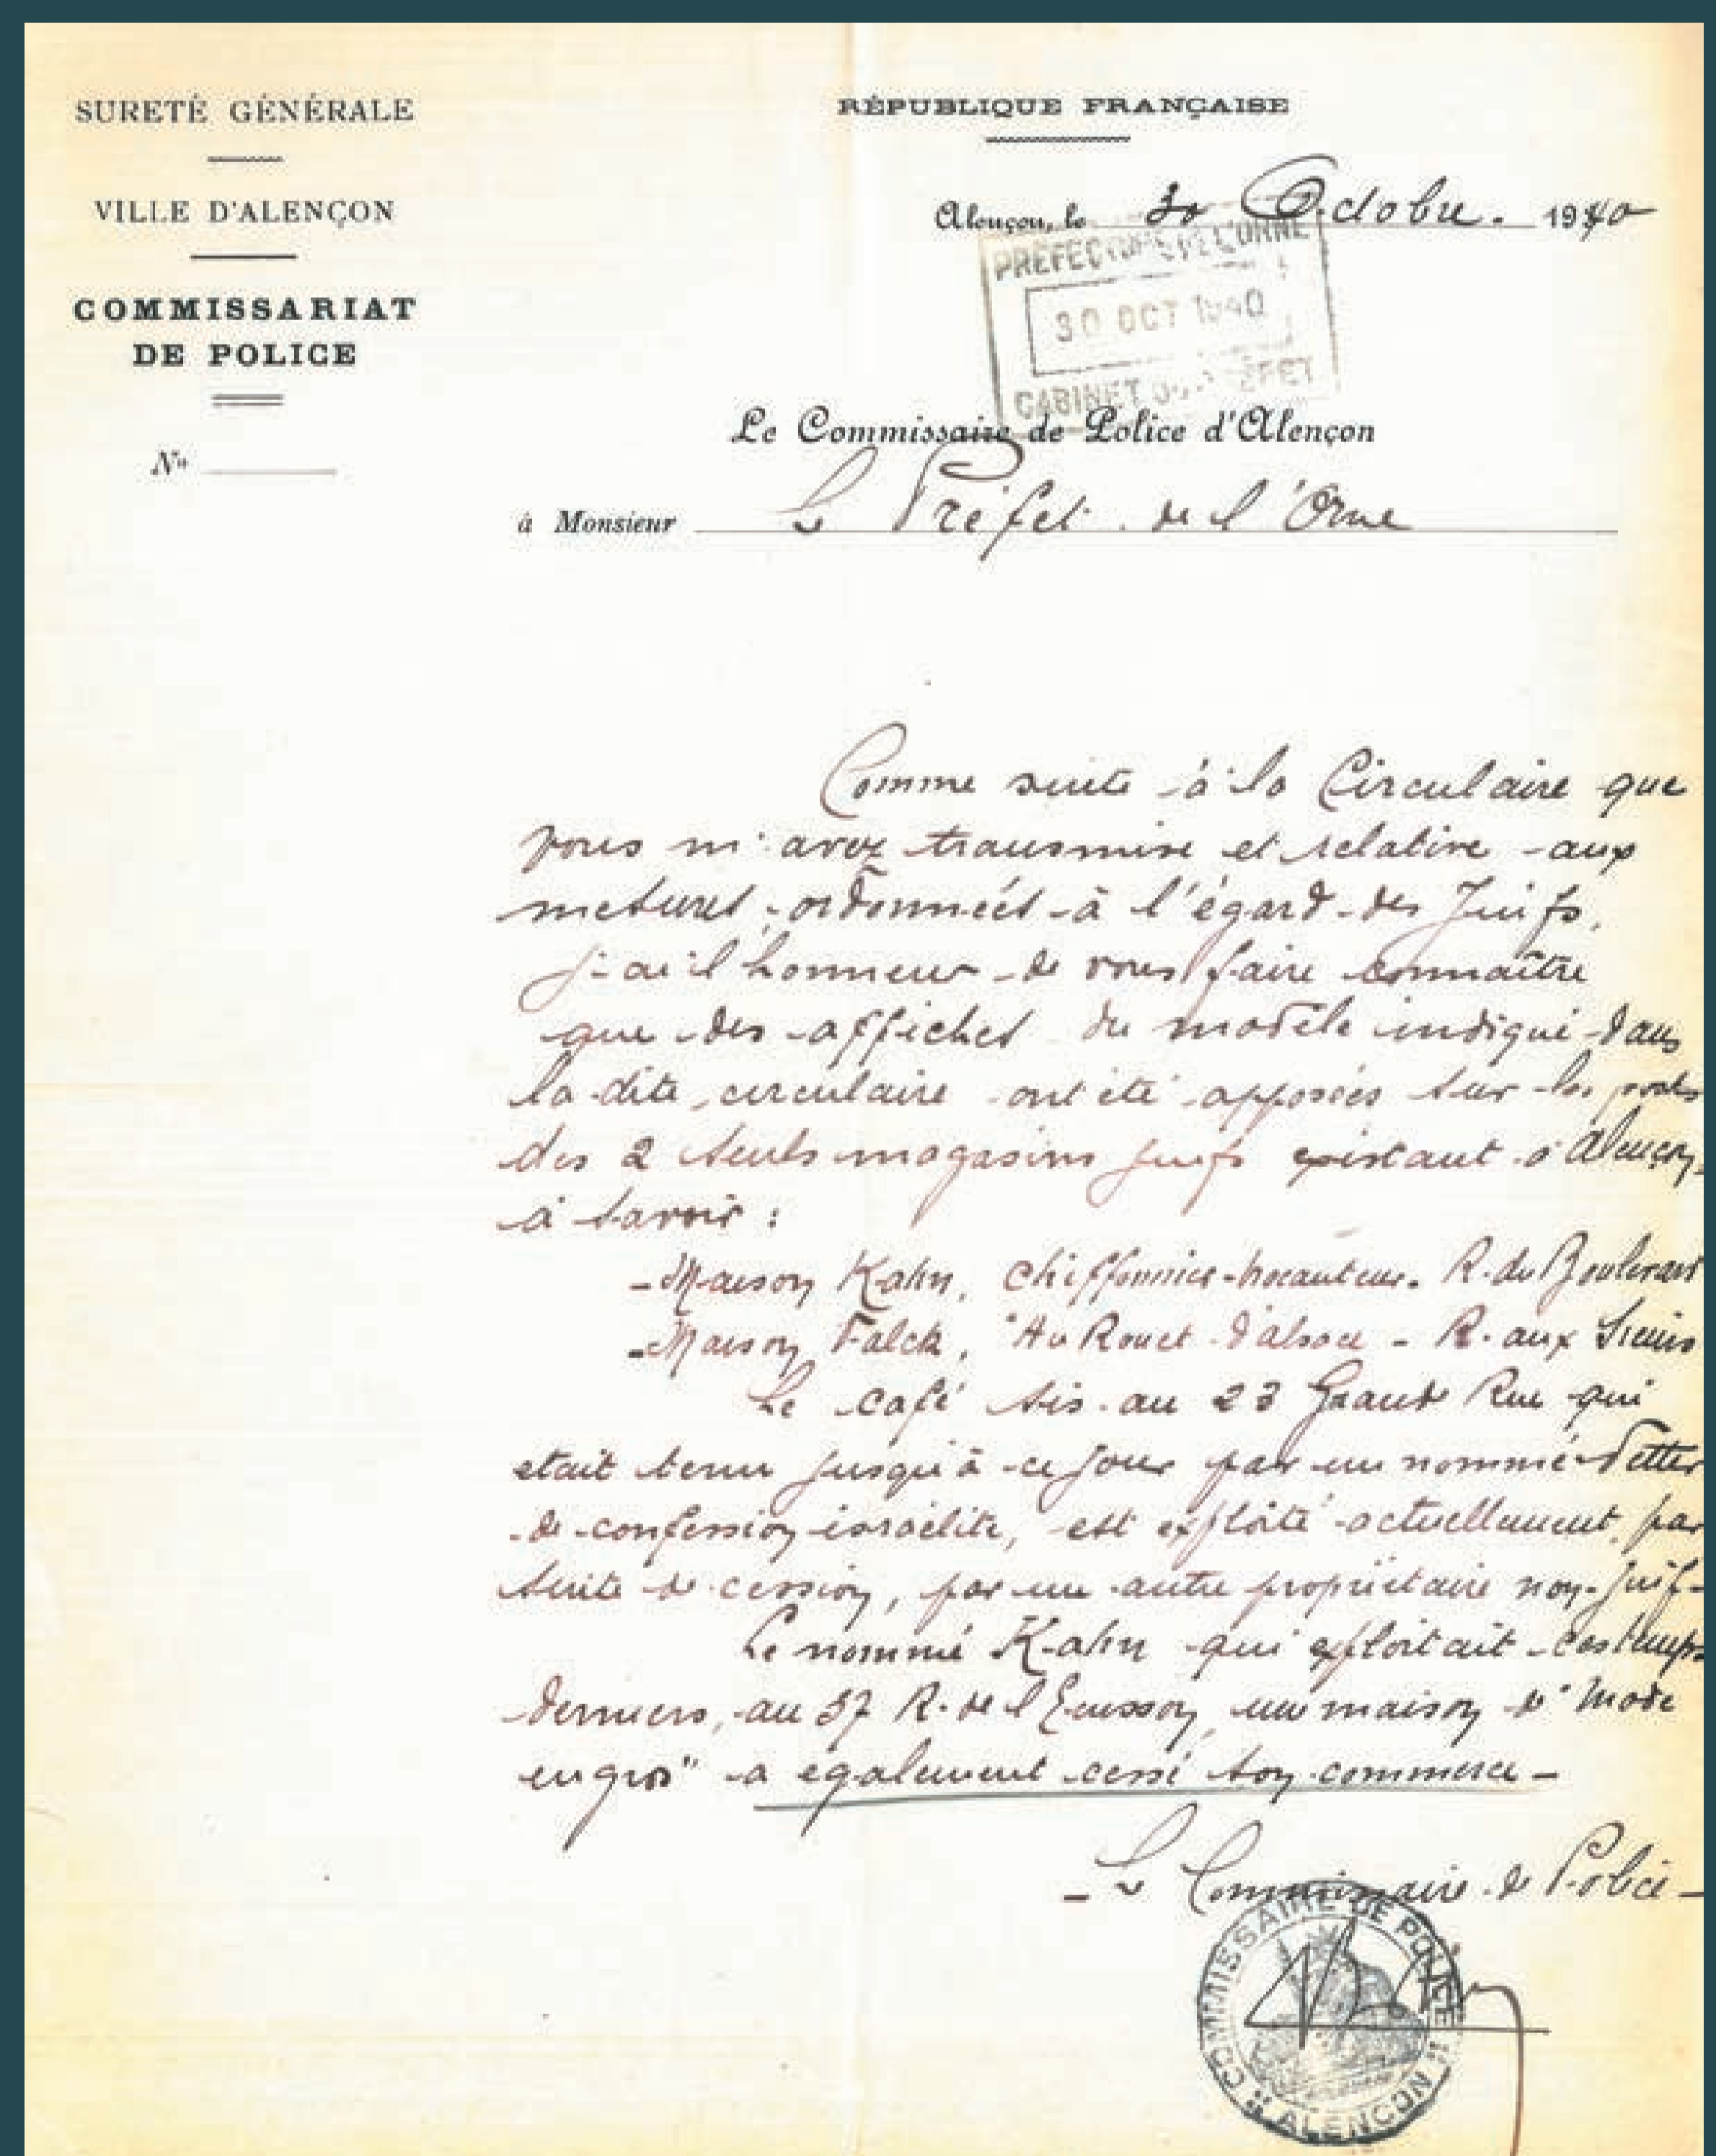 SURETÉ GÉNÉRALE
VILLE D'ALENÇON
COMMISSARIAT
DE POLICE
N°
RÉPUBLIQUE FRANÇAISE
Alençon, le 30 Octobre. 1940
PRÉFECTURE DE L'ORNE
30 OCT 1940
CABINET DU PRÉFET
Le Commissaire de Police d'Alençon
à Monsieur Le Préfet de l'Orne
Comme suite à la Circulaire que
vous m'avez transmise et relative aux
mesures ordonnées à l'égard des Juifs,
j'ai l'honneur de vous faire connaître
que des affiches du modèle indiqué dans
la dite circulaire ont été apposées sur les portes
des 2 seuls magasins juifs existant à Alençon,
à savoir :
- Maison Kahn, chiffonnier-brocanteur. R. du Boulevard
- Maison Falck, "Au Rouet d'alsace - R. aux Sieurs
Le café sis au 23 Grande Rue qui
etait tenu jusqu'à ce jour par un nommé
de confession israélite, est exploité actuellement, par
suite de cession, par un autre propriétaire non-juif-
Le nommé Kahn qui exploitait ces temps
derniers, au 37 R. de l'Ecusson, une maison de "Mode
en gros" a egalement cessé son commerce -
- Le Commissaire de Police -
COMMISSAIRE DE POLICE
ALENÇON